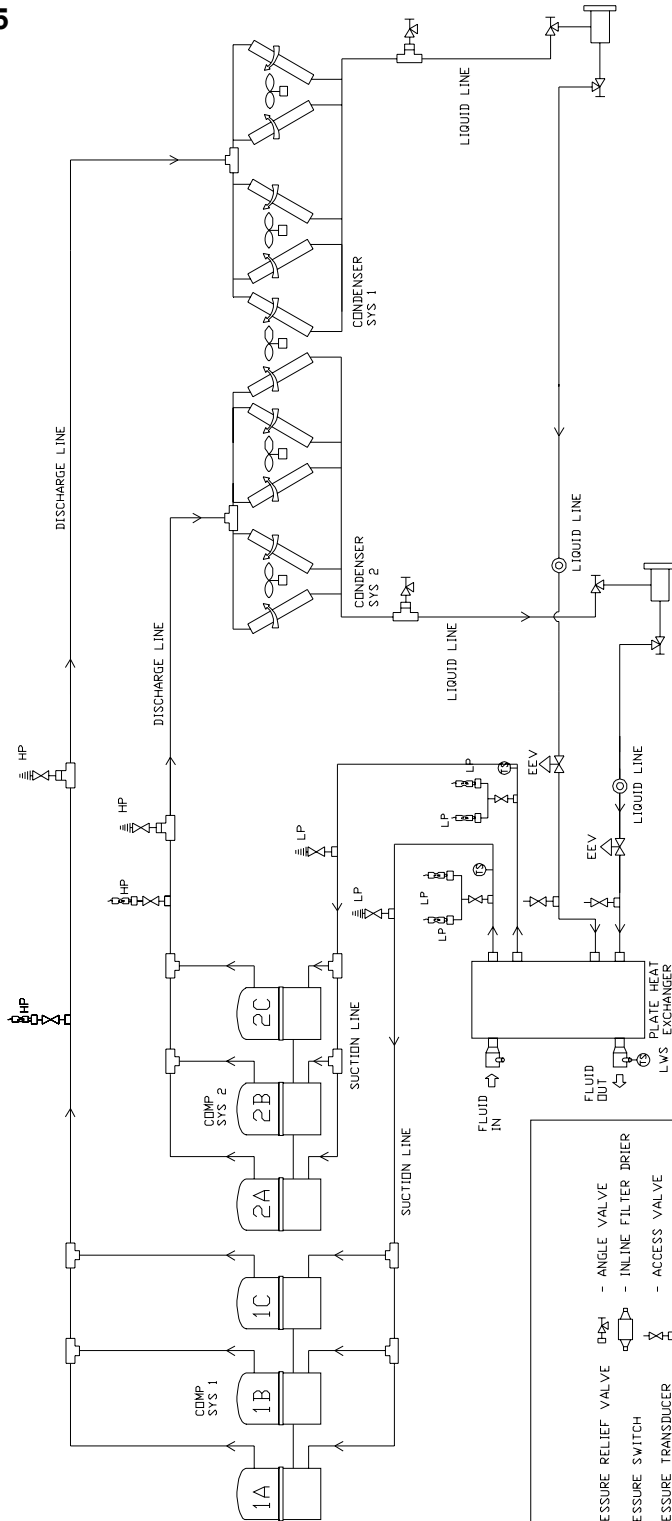 5
DISCHARGE LINE
HP
HP
DISCHARGE LINE
HP
HP
CONDENSER
SYS 1
CONDENSER
SYS 2
LIQUID LINE
LIQUID LINE
LIQUID LINE
LIQUID LINE
EEV
EEV
LP
LP
LP
LP
LP
LP
TS
TS
TS
COMP
SYS 1
COMP
SYS 2
1A
1B
1C
2A
2B
2C
SUCTION LINE
SUCTION LINE
FLUID
IN
FLUID
OUT
LWS
PLATE HEAT
EXCHANGER
ESSURE RELIEF VALVE
ESSURE SWITCH
ESSURE TRANSDUCER
- ANGLE VALVE
- INLINE FILTER DRIER
- ACCESS VALVE